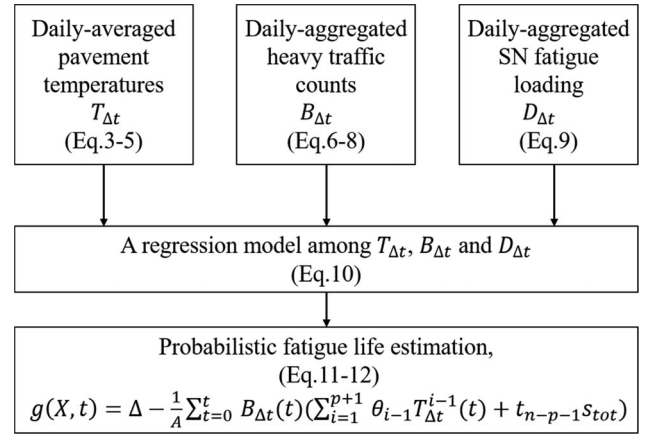 Daily-averaged
pavement
temperatures
T_{Δt}
(Eq.3-5)
Daily-aggregated
heavy traffic
counts
B_{Δt}
(Eq.6-8)
Daily-aggregated
SN fatigue
loading
D_{Δt}
(Eq.9)
A regression model among T_{Δt}, B_{Δt} and D_{Δt}
(Eq.10)
Probabilistic fatigue life estimation,
(Eq.11-12)
g(X, t) = Δ − \frac{1}{A} ∑_{t=0}^{t} B_{Δt}(t)(∑_{i=1}^{p+1} θ_{i−1} T_{Δt}^{i−1}(t) + t_{n−p−1} s_{tot})